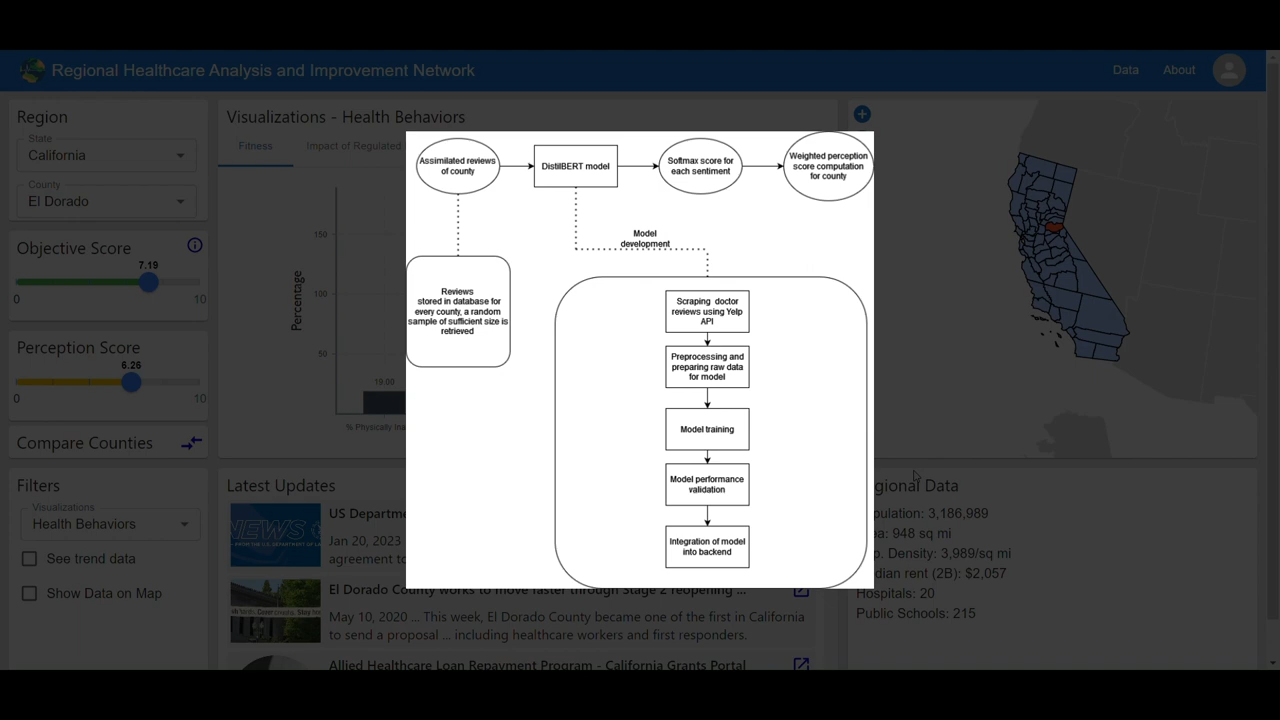 Regional Healthcare Analysis and Improvement Network
Data
About
Region
State
California
County
El Dorado
Objective Score
7.19
0
10
Perception Score
6.26
0
10
Compare Counties
Filters
Visualizations
Health Behaviors
See trend data
Show Data on Map
Visualizations - Health Behaviors
Fitness
Impact of Regulated
Percentage
150
100
50
19.00
% Physically Ina
Assimilated reviews
of county
DistilBERT model
Softmax score for
each sentiment
Weighted perception
score computation
for county
Model
development
Reviews
stored in database for
every county, a random
sample of sufficient size is
retrieved
Scraping doctor
reviews using Yelp
API
Preprocessing and
preparing raw data
for model
Model training
Model performance
validation
Integration of model
into backend
Latest Updates
NEWS
US Departme
Jan 20, 2023
agreement to
El Dorado County works to move faster through Stage 2 reopening ...
May 10, 2020 ... This week, El Dorado County became one of the first in California
to send a proposal ... including healthcare workers and first responders.
Allied Healthcare Loan Repayment Program - California Grants Portal
gional Data
pulation: 3,186,989
ea: 948 sq mi
p. Density: 3,989/sq mi
dian rent (2B): $2,057
Hospitals: 20
Public Schools: 215